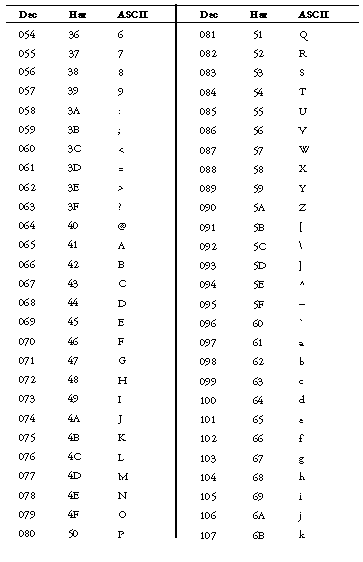 Dec Hex ASCII Dec Hex ASCII
054 36 6 081 51 Q
055 37 7 082 52 R
056 38 8 083 53 S
057 39 9 084 54 T
058 3A : 085 55 U
059 3B ; 086 56 V
060 3C < 087 57 W
061 3D = 088 58 X
062 3E > 089 59 Y
063 3F ? 090 5A Z
064 40 @ 091 5B [
065 41 A 092 5C \
066 42 B 093 5D ]
067 43 C 094 5E ^
068 44 D 095 5F –
069 45 E 096 60 `
070 46 F 097 61 a
071 47 G 098 62 b
072 48 H 099 63 c
073 49 I 100 64 d
074 4A J 101 65 e
075 4B K 102 66 f
076 4C L 103 67 g
077 4D M 104 68 h
078 4E N 105 69 i
079 4F O 106 6A j
080 50 P 107 6B k